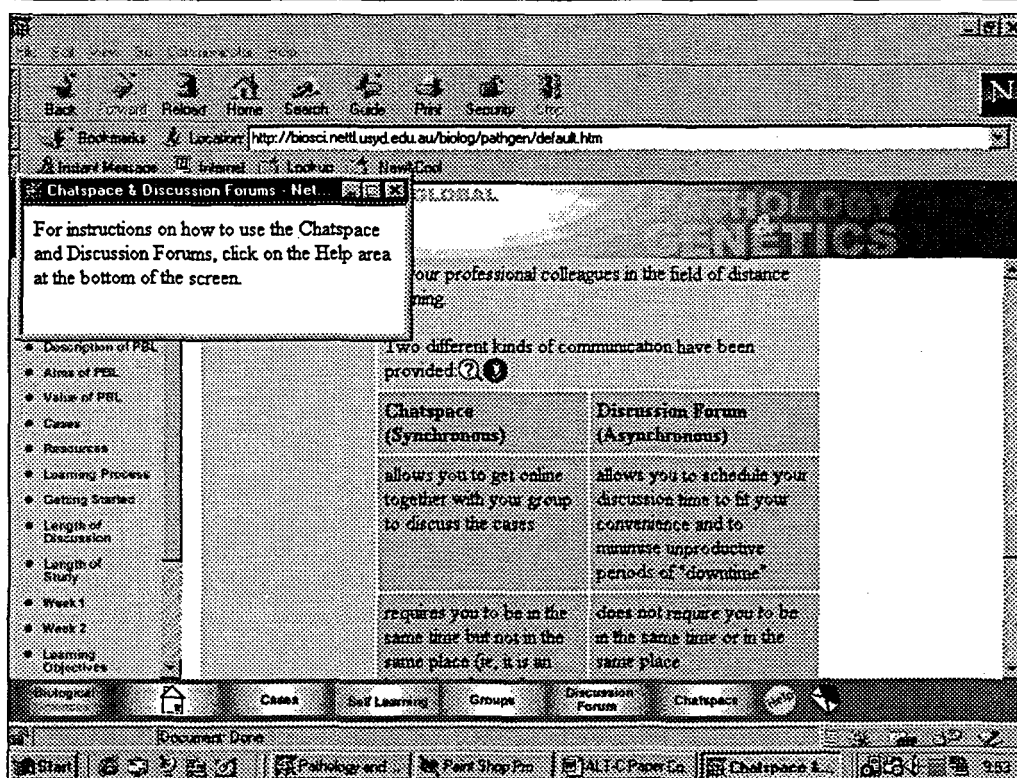 Back Forward Reload Home Search Guide Print Security Stop
Bookmarks Location: http://biosci.nettl.usyd.edu.au/biolog/pathgen/default.htm
Instant Message Internet Lookup New&Cool
Chatspace & Discussion Forums - Net...
For instructions on how to use the Chatspace
and Discussion Forums, click on the Help area
at the bottom of the screen.
GLOBAL
GENETICS
our professional colleagues in the field of distance
Two different kinds of communication have been
provided:
Chatspace
(Synchronous)
allows you to get online
together with your group
to discuss the cases
requires you to be in the
same time but not in the
same place (ie, it is an
Discussion Forum
(Asynchronous)
allows you to schedule your
discussion time to fit your
convenience and to
minimise unproductive
periods of "downtime"
does not require you to be
in the same time or in the
same place
Description of PBL
Aims of PBL
Value of PBL
Cases
Resources
Learning Process
Getting Started
Length of
Discussion
Length of
Study
Week 1
Week 2
Learning
Objectives
Biological
Cases
Self Learning
Groups
Discussion
Forum
Chatspace
Help
Document: Done
Start
Pathology and ...
Paint Shop Pro
ALT-C Paper
Chatspace &...
9:53